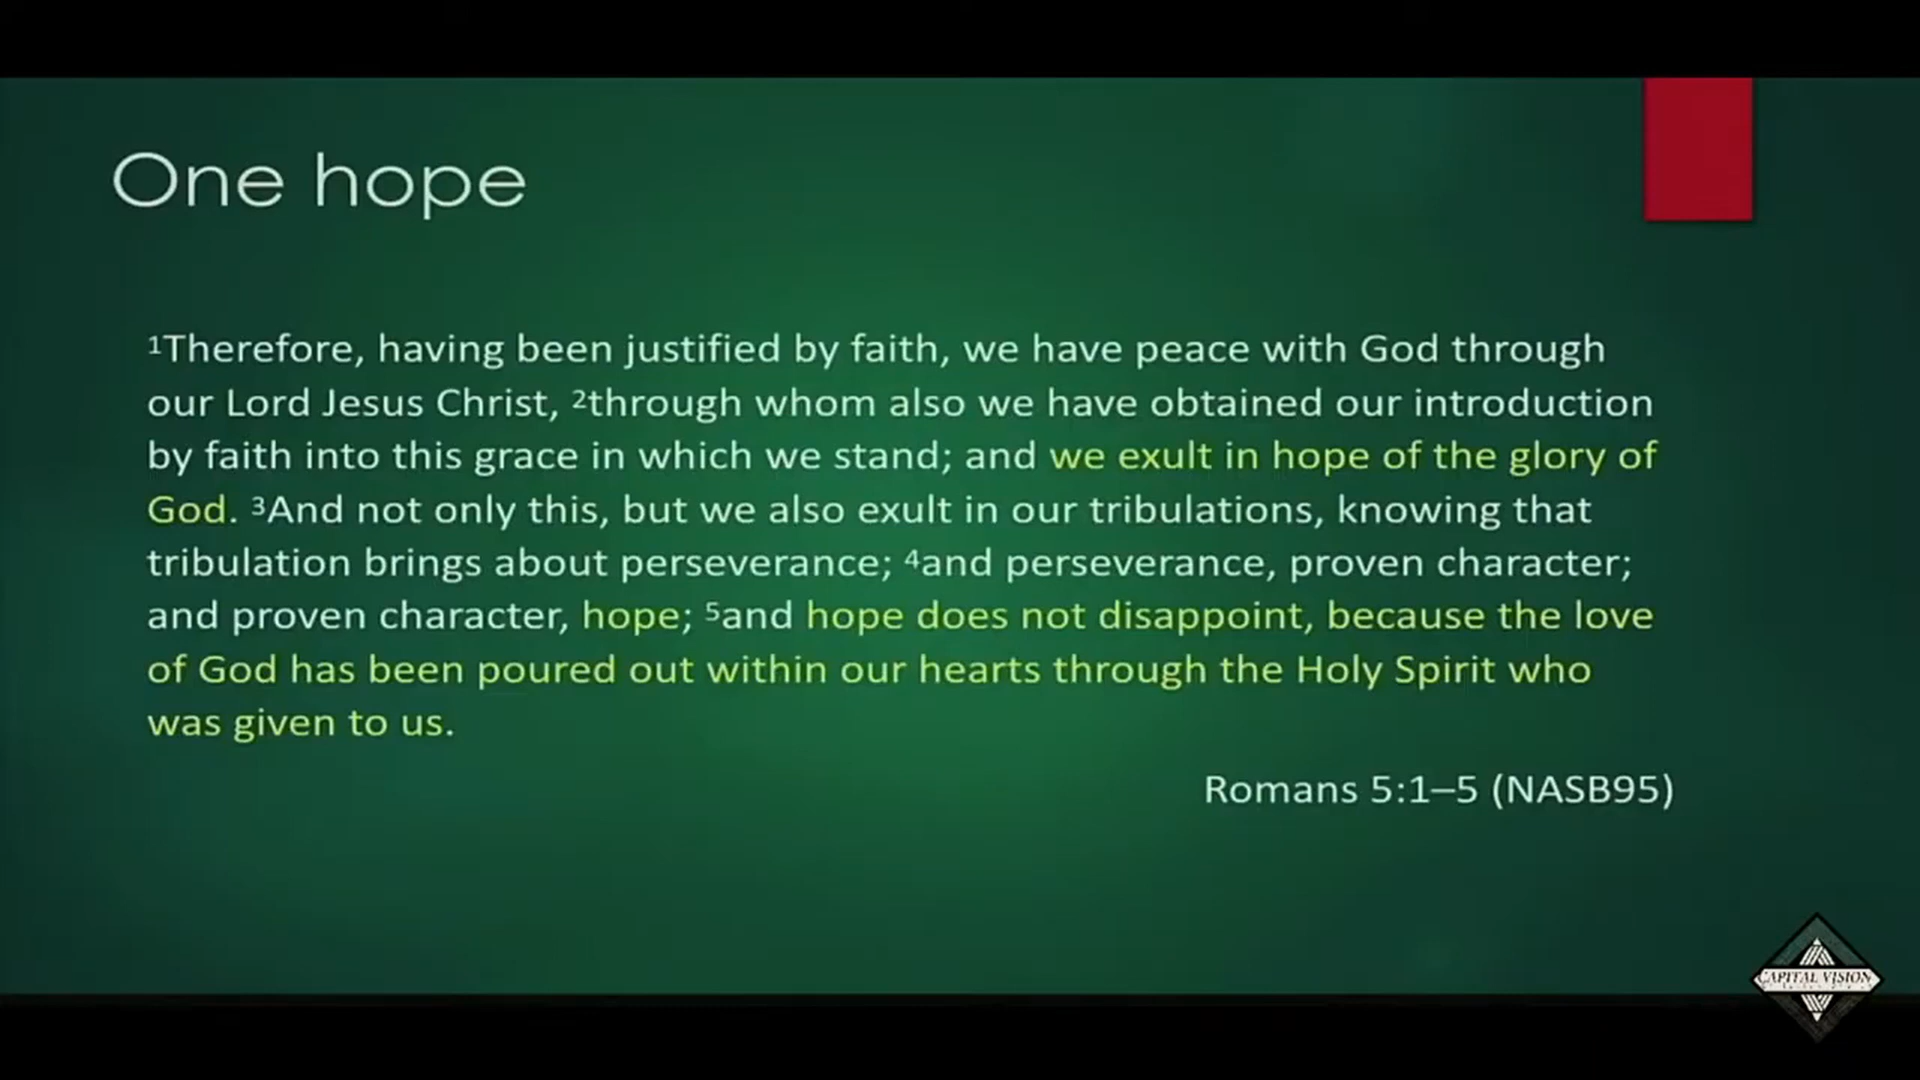 One hope
¹Therefore, having been justified by faith, we have peace with God through
our Lord Jesus Christ, ²through whom also we have obtained our introduction
by faith into this grace in which we stand; and we exult in hope of the glory of
God. ³And not only this, but we also exult in our tribulations, knowing that
tribulation brings about perseverance; ⁴and perseverance, proven character;
and proven character, hope; ⁵and hope does not disappoint, because the love
of God has been poured out within our hearts through the Holy Spirit who
was given to us.
Romans 5:1–5 (NASB95)
CAPITAL VISION